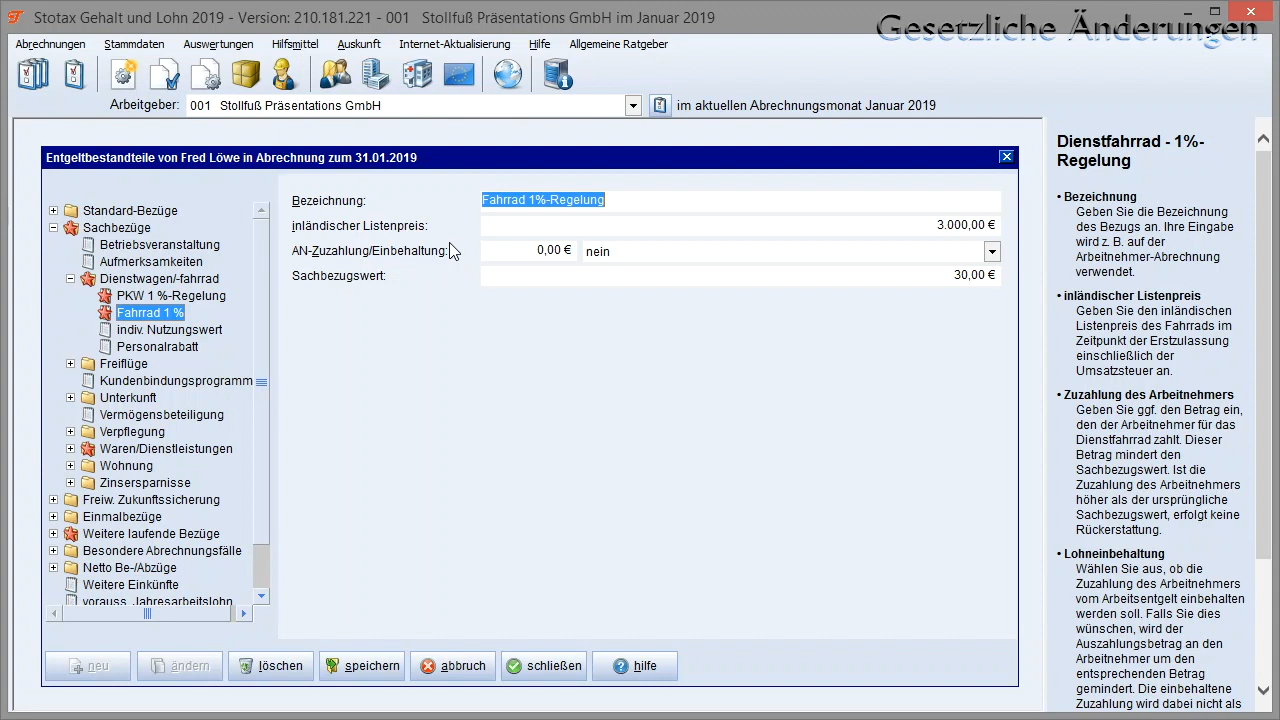 Stotax Gehalt und Lohn 2019 - Version: 210.181.221 - 001 Stollfuß Präsentations GmbH im Januar 2019
Gesetzliche Änderungen
Abrechnungen Stammdaten Auswertungen Hilfsmittel Auskunft Internet-Aktualisierung Hilfe Allgemeine Ratgeber
Arbeitgeber: 001 Stollfuß Präsentations GmbH im aktuellen Abrechnungsmonat Januar 2019
Entgeltbestandteile von Fred Löwe in Abrechnung zum 31.01.2019
Standard-Bezüge
Sachbezüge
Betriebsveranstaltung
Aufmerksamkeiten
Dienstwagen/-fahrrad
PKW 1 %-Regelung
Fahrrad 1 %
indiv. Nutzungswert
Personalrabatt
Freiflüge
Kundenbindungsprogramm
Unterkunft
Vermögensbeteiligung
Verpflegung
Waren/Dienstleistungen
Wohnung
Zinsersparnisse
Freiw. Zukunftssicherung
Einmalbezüge
Weitere laufende Bezüge
Besondere Abrechnungsfälle
Netto Be-/Abzüge
Weitere Einkünfte
vorauss. Jahresarbeitslohn
Bezeichnung: Fahrrad 1%-Regelung
inländischer Listenpreis: 3.000,00 €
AN-Zuzahlung/Einbehaltung: 0,00 € nein
Sachbezugswert: 30,00 €
neu ändern löschen speichern abbruch schließen hilfe
Dienstfahrrad - 1%-
Regelung
• Bezeichnung
Geben Sie die Bezeichnung
des Bezugs an. Ihre Eingabe
wird z. B. auf der
Arbeitnehmer-Abrechnung
verwendet.
• inländischer Listenpreis
Geben Sie den inländischen
Listenpreis des Fahrrads im
Zeitpunkt der Erstzulassung
einschließlich der
Umsatzsteuer an.
• Zuzahlung des Arbeitnehmers
Geben Sie ggf. den Betrag ein,
den der Arbeitnehmer für das
Dienstfahrrad zahlt. Dieser
Betrag mindert den
Sachbezugswert. Ist die
Zuzahlung des Arbeitnehmers
höher als der ursprüngliche
Sachbezugswert, erfolgt keine
Rückerstattung.
• Lohneinbehaltung
Wählen Sie aus, ob die
Zuzahlung des Arbeitnehmers
vom Arbeitsentgelt einbehalten
werden soll. Falls Sie dies
wünschen, wird der
Auszahlungsbetrag an den
Arbeitnehmer um den
entsprechenden Betrag
gemindert. Die einbehaltene
Zuzahlung wird dabei nicht als